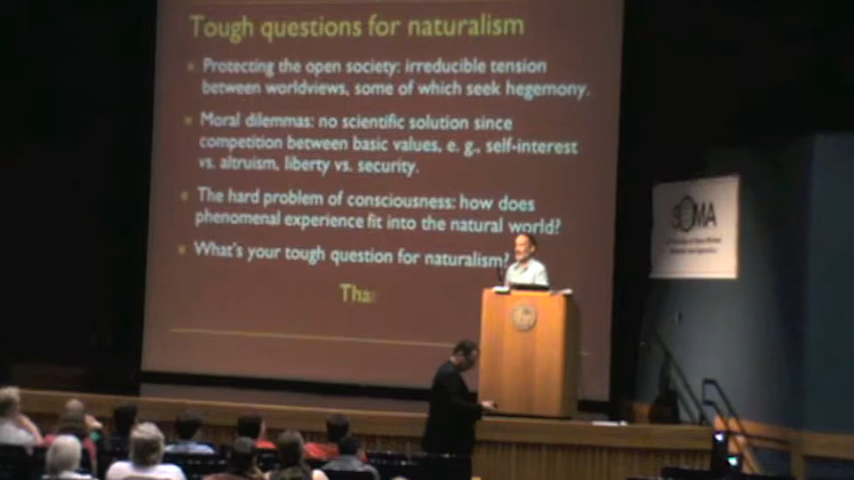 Tough questions for naturalism
Protecting the open society: irreducible tension
between worldviews, some of which seek hegemony.
Moral dilemmas: no scientific solution since
competition between basic values, e. g., self-interest
vs. altruism, liberty vs. security.
The hard problem of consciousness: how does
phenomenal experience fit into the natural world?
What's your tough question for naturalism?
Tha
SOMA